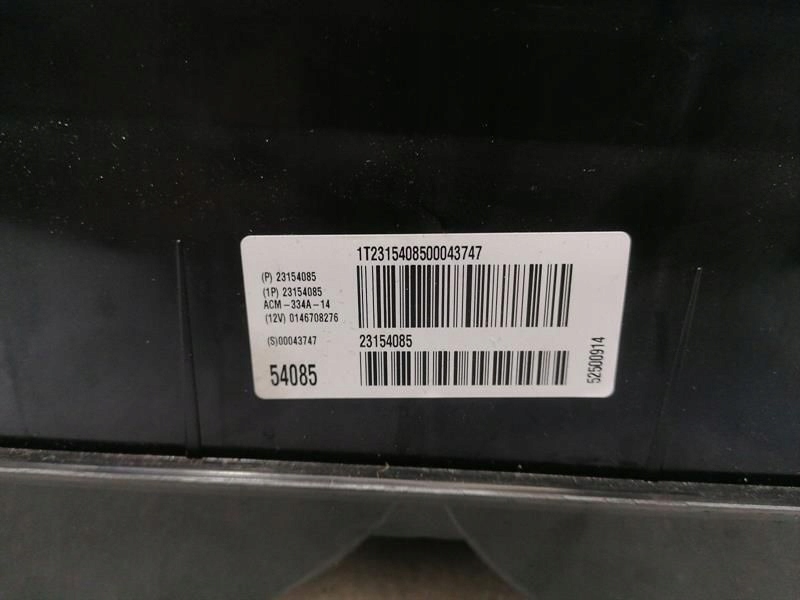 1T2315408500043747
(P) 23154085
(1P) 23154085
ACM-334A-14
(12V) 0146708276
(S)00043747
23154085
54085
52500914